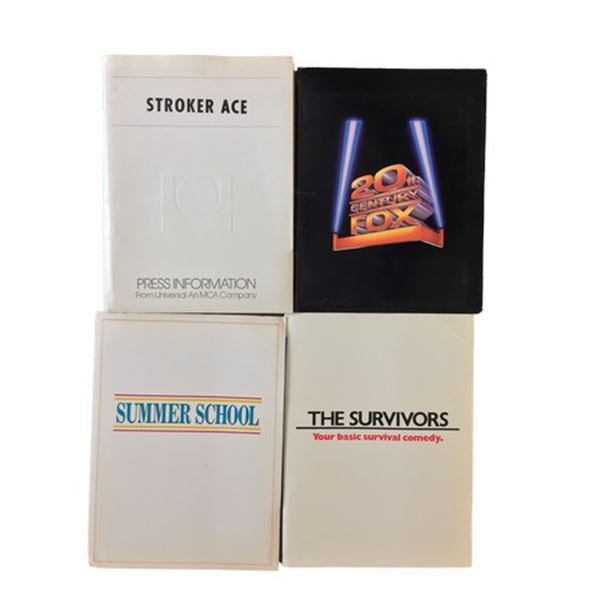 STROKER ACE
PRESS INFORMATION
From Universal An MCA Company
20th
CENTURY
FOX
SUMMER SCHOOL
THE SURVIVORS
Your basic survival comedy.